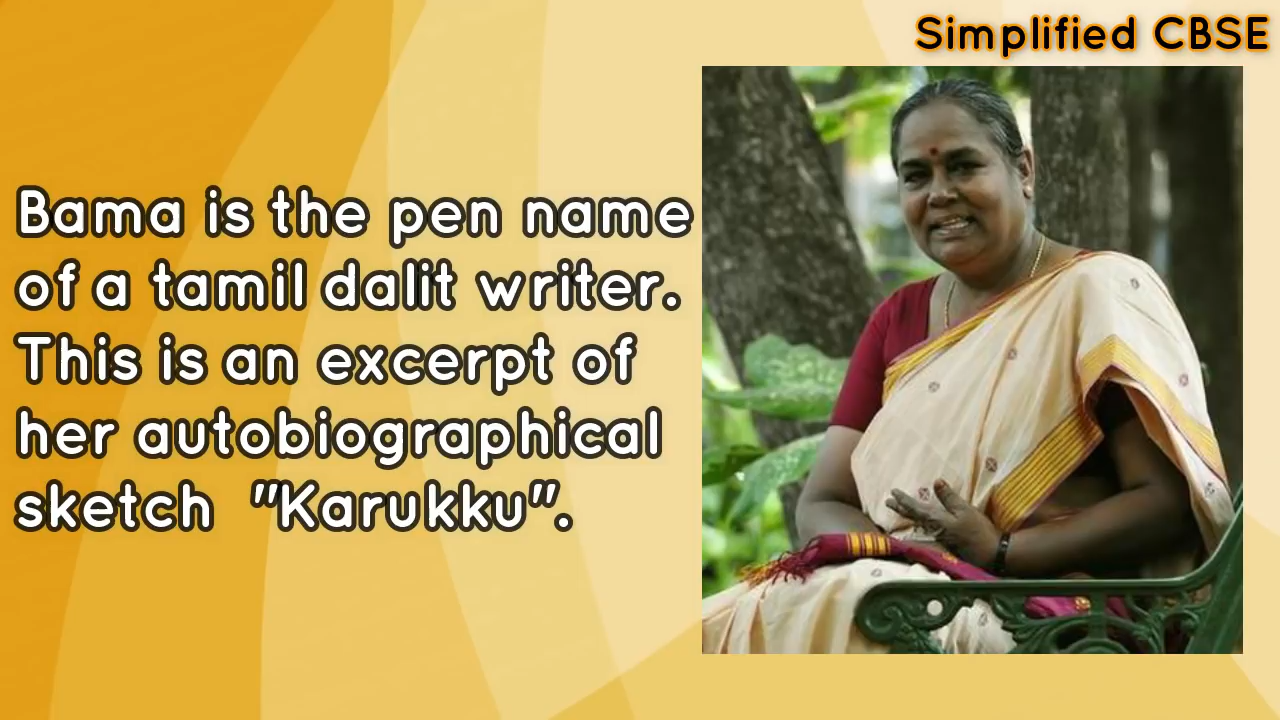 Simplified CBSE
Bama is the pen name
of a tamil dalit writer.
This is an excerpt of
her autobiographical
sketch "Karukku".